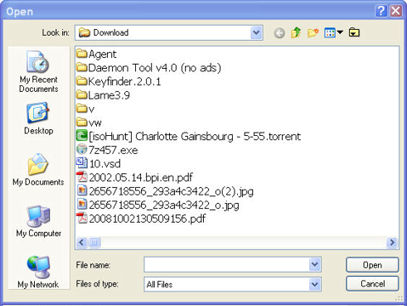 Open
Look in:
Download
My Recent
Documents
Desktop
My Documents
My Computer
My Network
Agent
Daemon Tool v4.0 (no ads)
Keyfinder.2.0.1
Lame3.9
v
vw
[isoHunt] Charlotte Gainsbourg - 5-55.torrent
7z457.exe
10.vsd
2002.05.14.bpi.en.pdf
2656718556_293a4c3422_o(2).jpg
2656718556_293a4c3422_o.jpg
20081002130509156.pdf
File name:
Open
Files of type:
All Files
Cancel